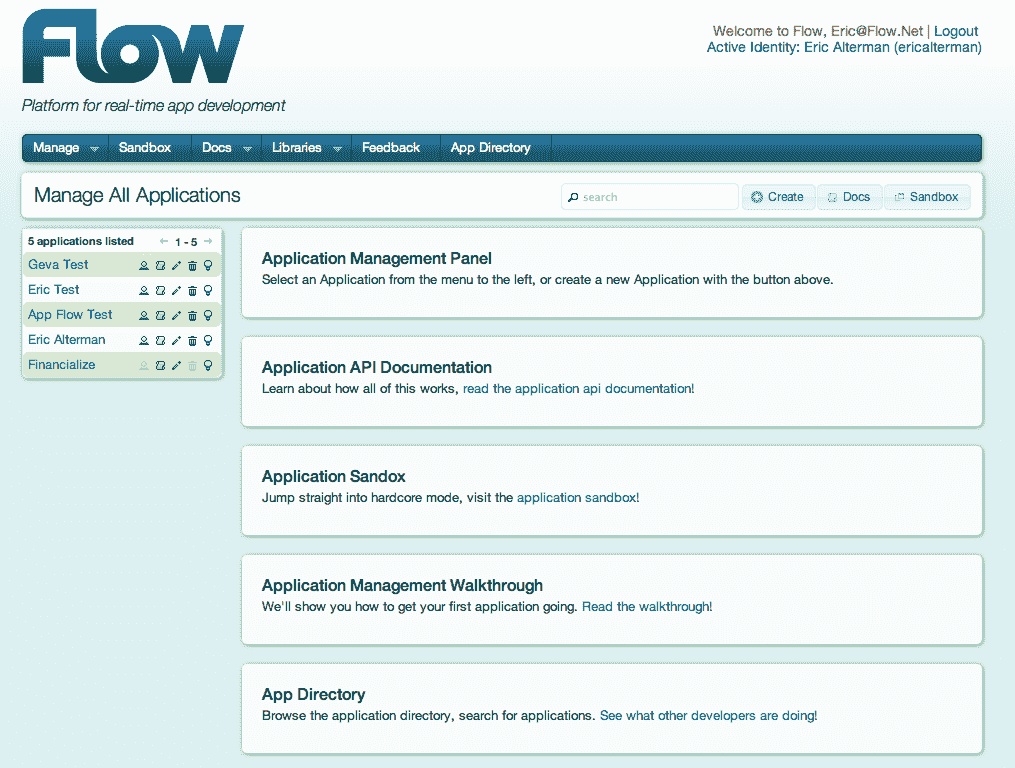 Flow
Welcome to Flow, Eric@Flow.Net | Logout
Active Identity: Eric Alterman (ericalterman)
Platform for real-time app development
Manage Sandbox Docs Libraries Feedback App Directory
Manage All Applications
search Create Docs Sandbox
5 applications listed ← 1 - 5 →
Geva Test
Eric Test
App Flow Test
Eric Alterman
Financialize
Application Management Panel
Select an Application from the menu to the left, or create a new Application with the button above.
Application API Documentation
Learn about how all of this works, read the application api documentation!
Application Sandox
Jump straight into hardcore mode, visit the application sandbox!
Application Management Walkthrough
We'll show you how to get your first application going. Read the walkthrough!
App Directory
Browse the application directory, search for applications. See what other developers are doing!